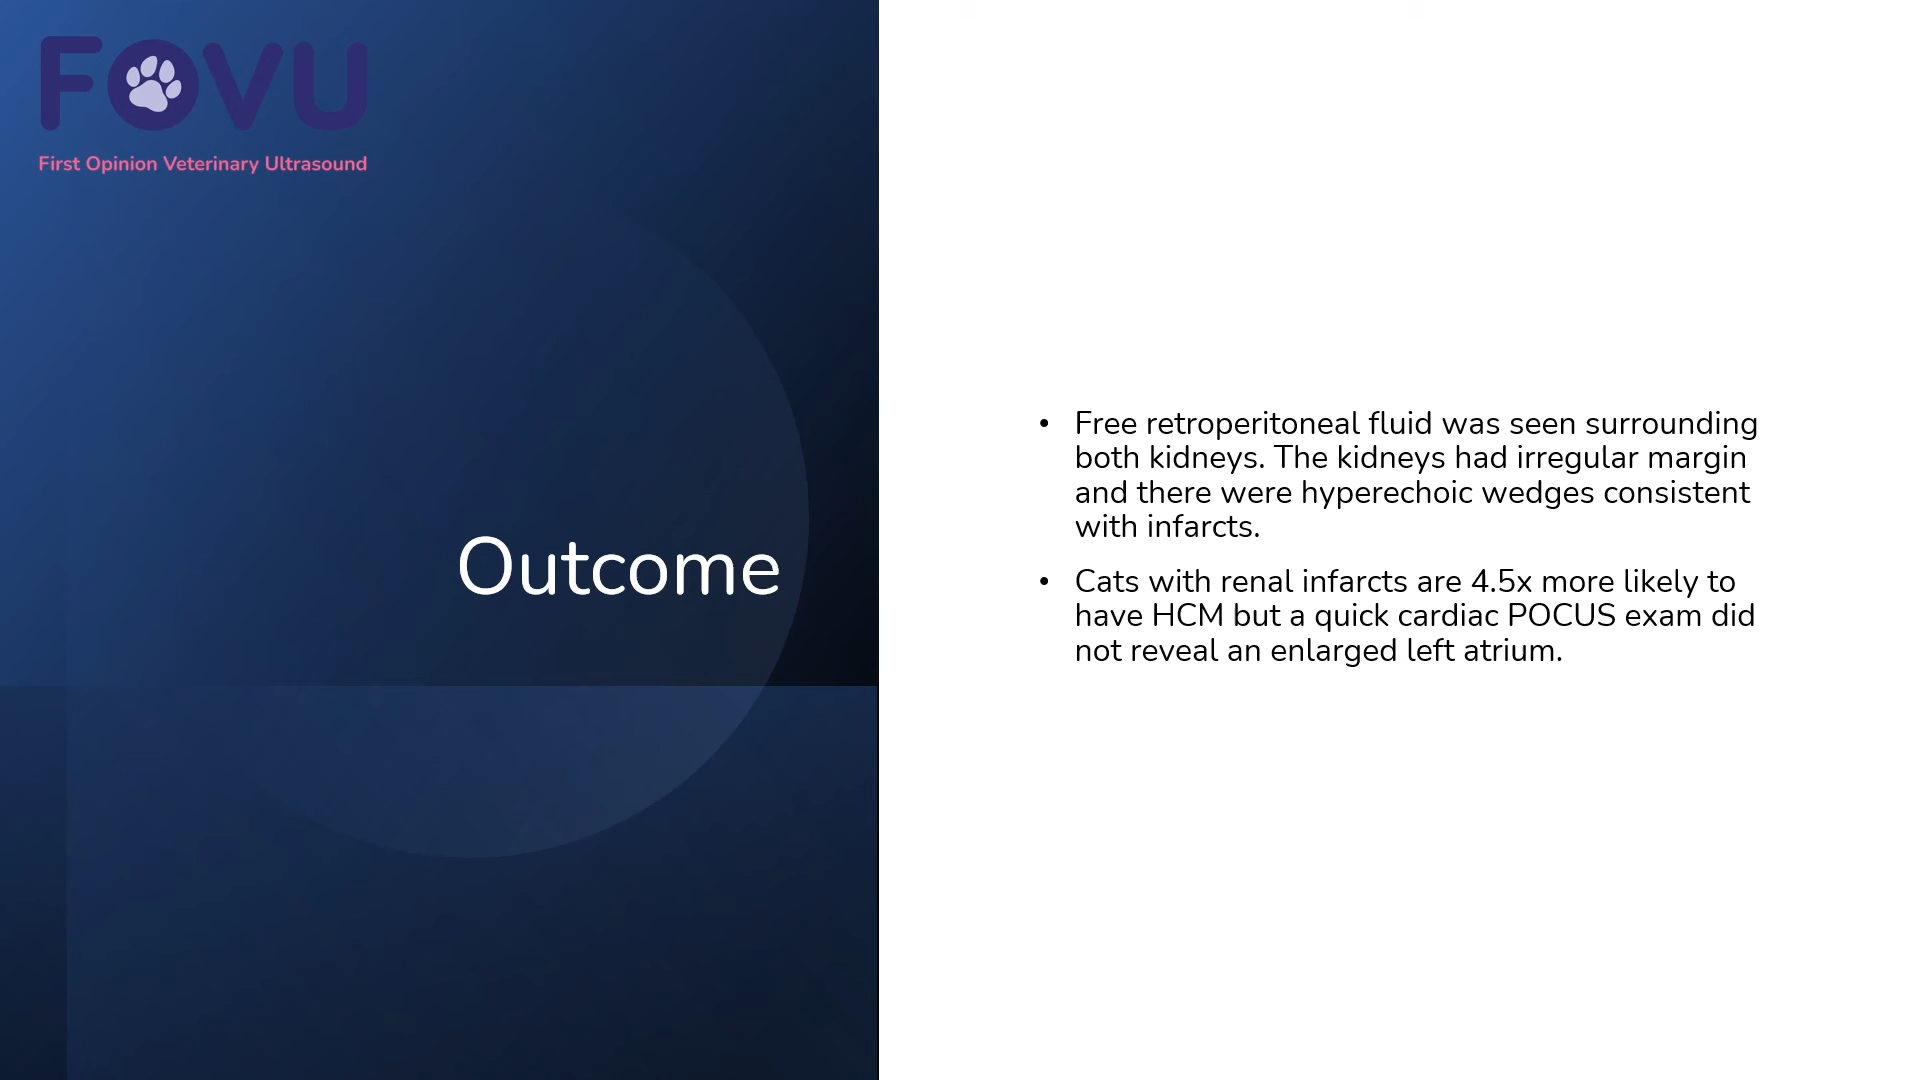 FOVU
First Opinion Veterinary Ultrasound
Outcome
• Free retroperitoneal fluid was seen surrounding
both kidneys. The kidneys had irregular margin
and there were hyperechoic wedges consistent
with infarcts.
• Cats with renal infarcts are 4.5x more likely to
have HCM but a quick cardiac POCUS exam did
not reveal an enlarged left atrium.